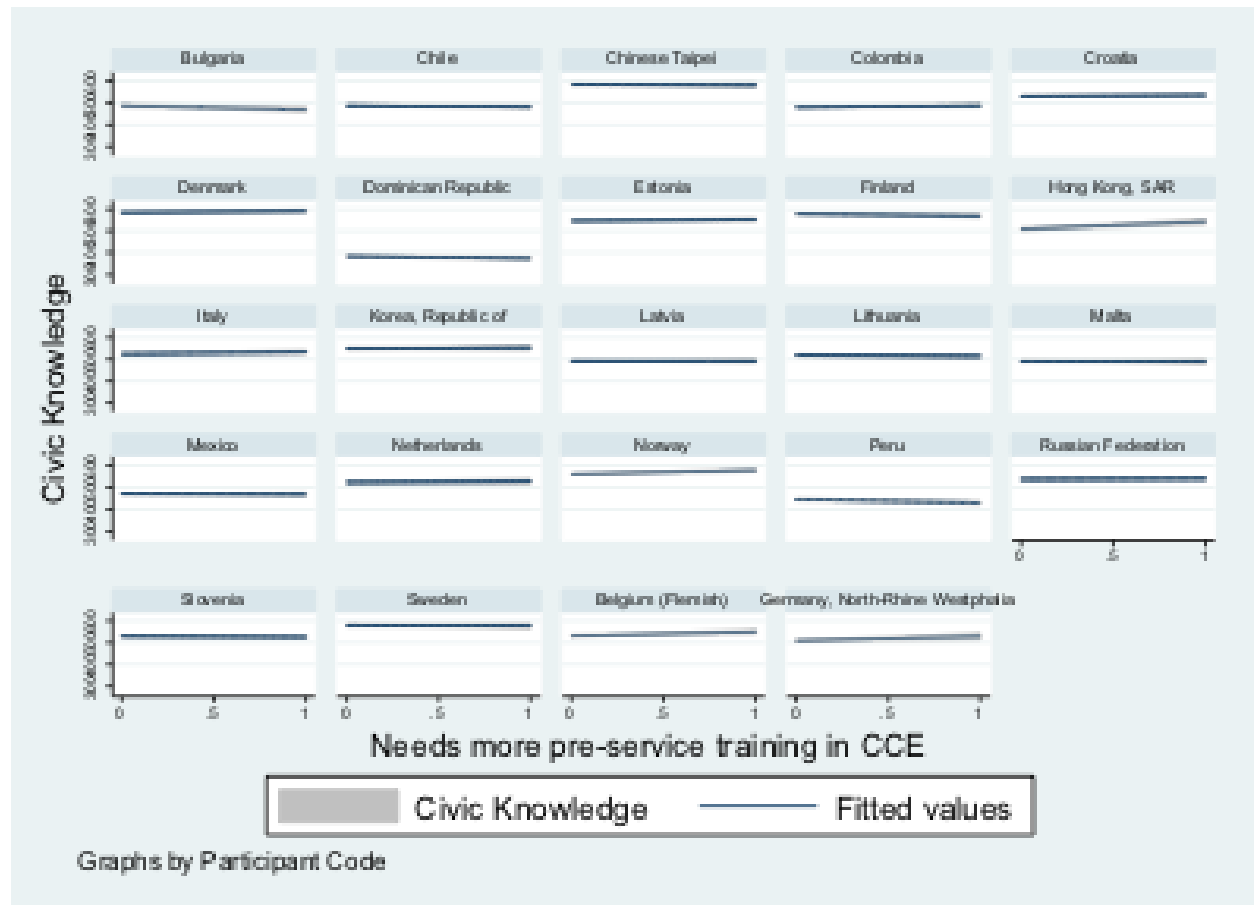 Bulgaria Chile Chinese Taipei Colombia Croatia
Denmark Dominican Republic Estonia Finland Hong Kong, SAR
Civic Knowledge
Italy Korea, Republic of Latvia Lithuania Malta
Mexico Netherlands Norway Peru Russian Federation
0 .5 1
Slovenia Sweden Belgium (Flemish) Germany, North-Rhine Westphalia
0 .5 1 0 .5 1 0 .5 1 0 .5 1
Needs more pre-service training in CCE
Civic Knowledge Fitted values
Graphs by Participant Code